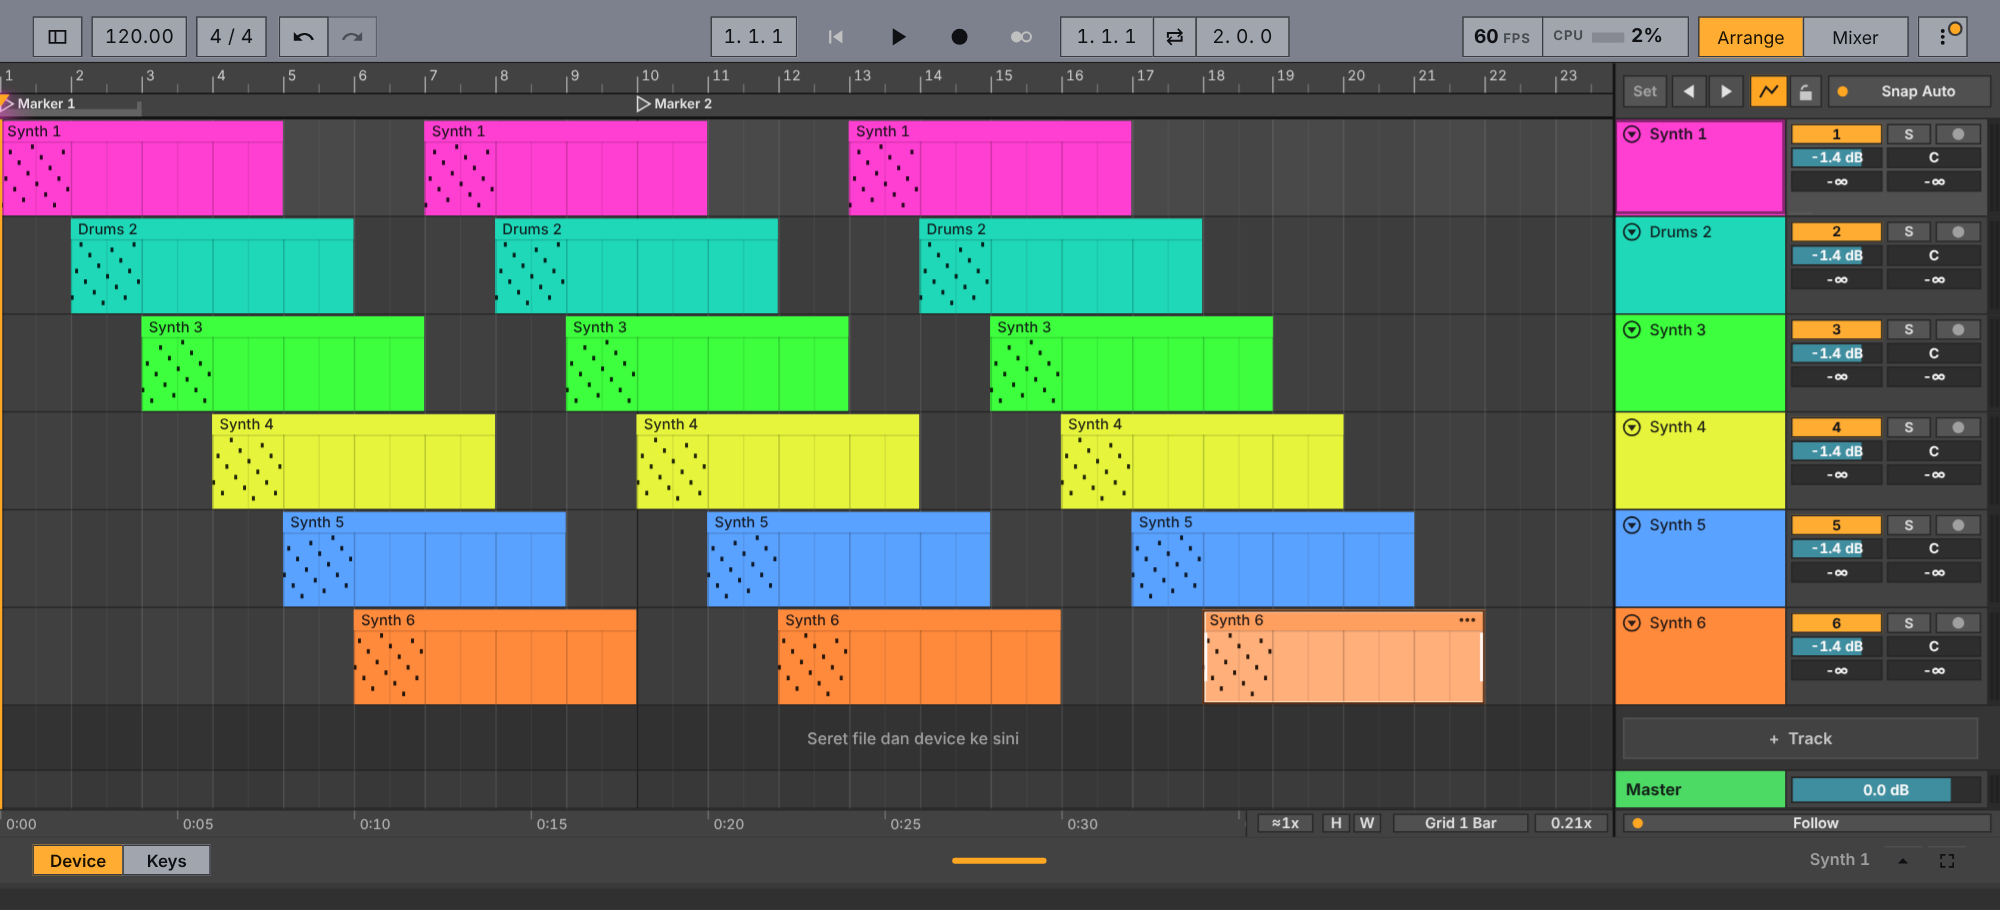 120.00 4 / 4 1. 1. 1 1. 1. 1 2. 0. 0 60 FPS CPU 2% Arrange Mixer
1 2 3 4 5 6 7 8 9 10 11 12 13 14 15 16 17 18 19 20 21 22 23
Set Snap Auto
Marker 1 Marker 2
Synth 1 Synth 1 Synth 1
Synth 1 1 S
-1.4 dB C
-∞ -∞
Drums 2 Drums 2 Drums 2
Drums 2 2 S
-1.4 dB C
-∞ -∞
Synth 3 Synth 3 Synth 3
Synth 3 3 S
-1.4 dB C
-∞ -∞
Synth 4 Synth 4 Synth 4
Synth 4 4 S
-1.4 dB C
-∞ -∞
Synth 5 Synth 5 Synth 5
Synth 5 5 S
-1.4 dB C
-∞ -∞
Synth 6 Synth 6 Synth 6
Synth 6 6 S
-1.4 dB C
-∞ -∞
Seret file dan device ke sini
+ Track
Master 0.0 dB
0:00 0:05 0:10 0:15 0:20 0:25 0:30 ≈1x H W Grid 1 Bar 0.21x Follow
Device Keys Synth 1